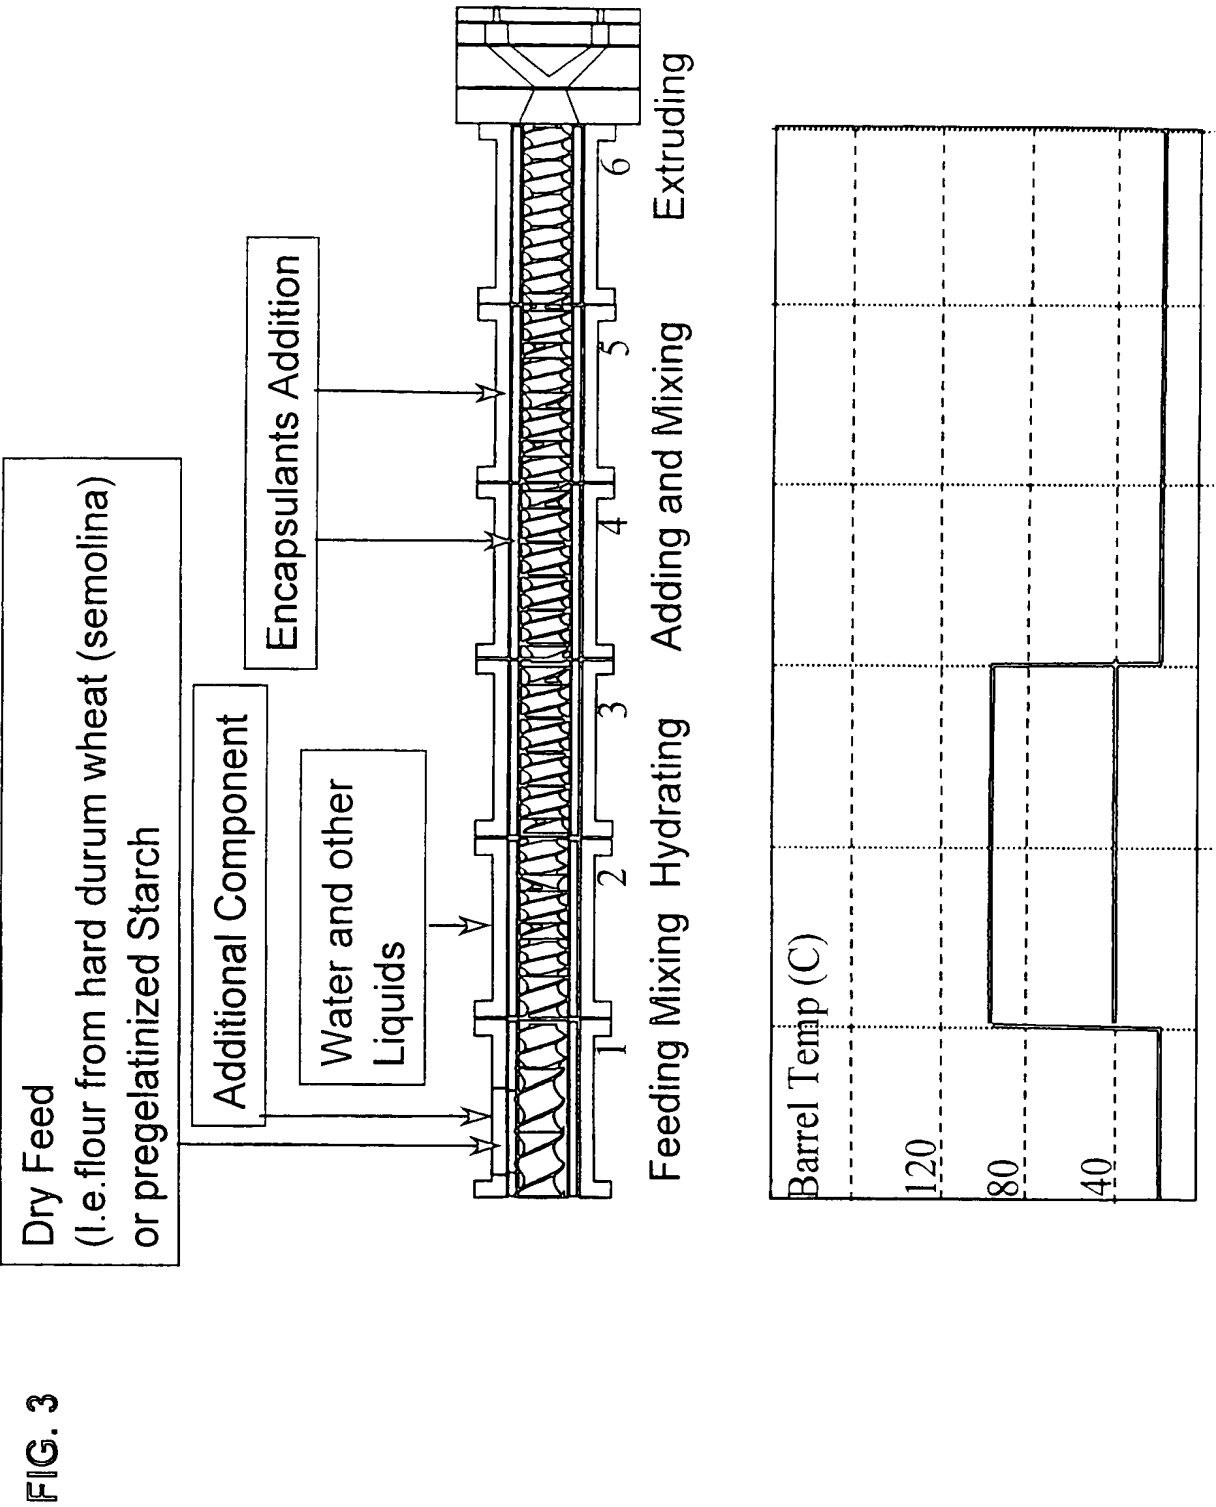 FIG. 3
Dry Feed
(I.e.flour from hard durum wheat (semolina)
or pregelatinized Starch
Additional Component
Encapsulants Addition
Water and other
Liquids
1
2
3
4
5
6
Feeding Mixing Hydrating Adding and Mixing Extruding
Barrel Temp (C)
120
80
40